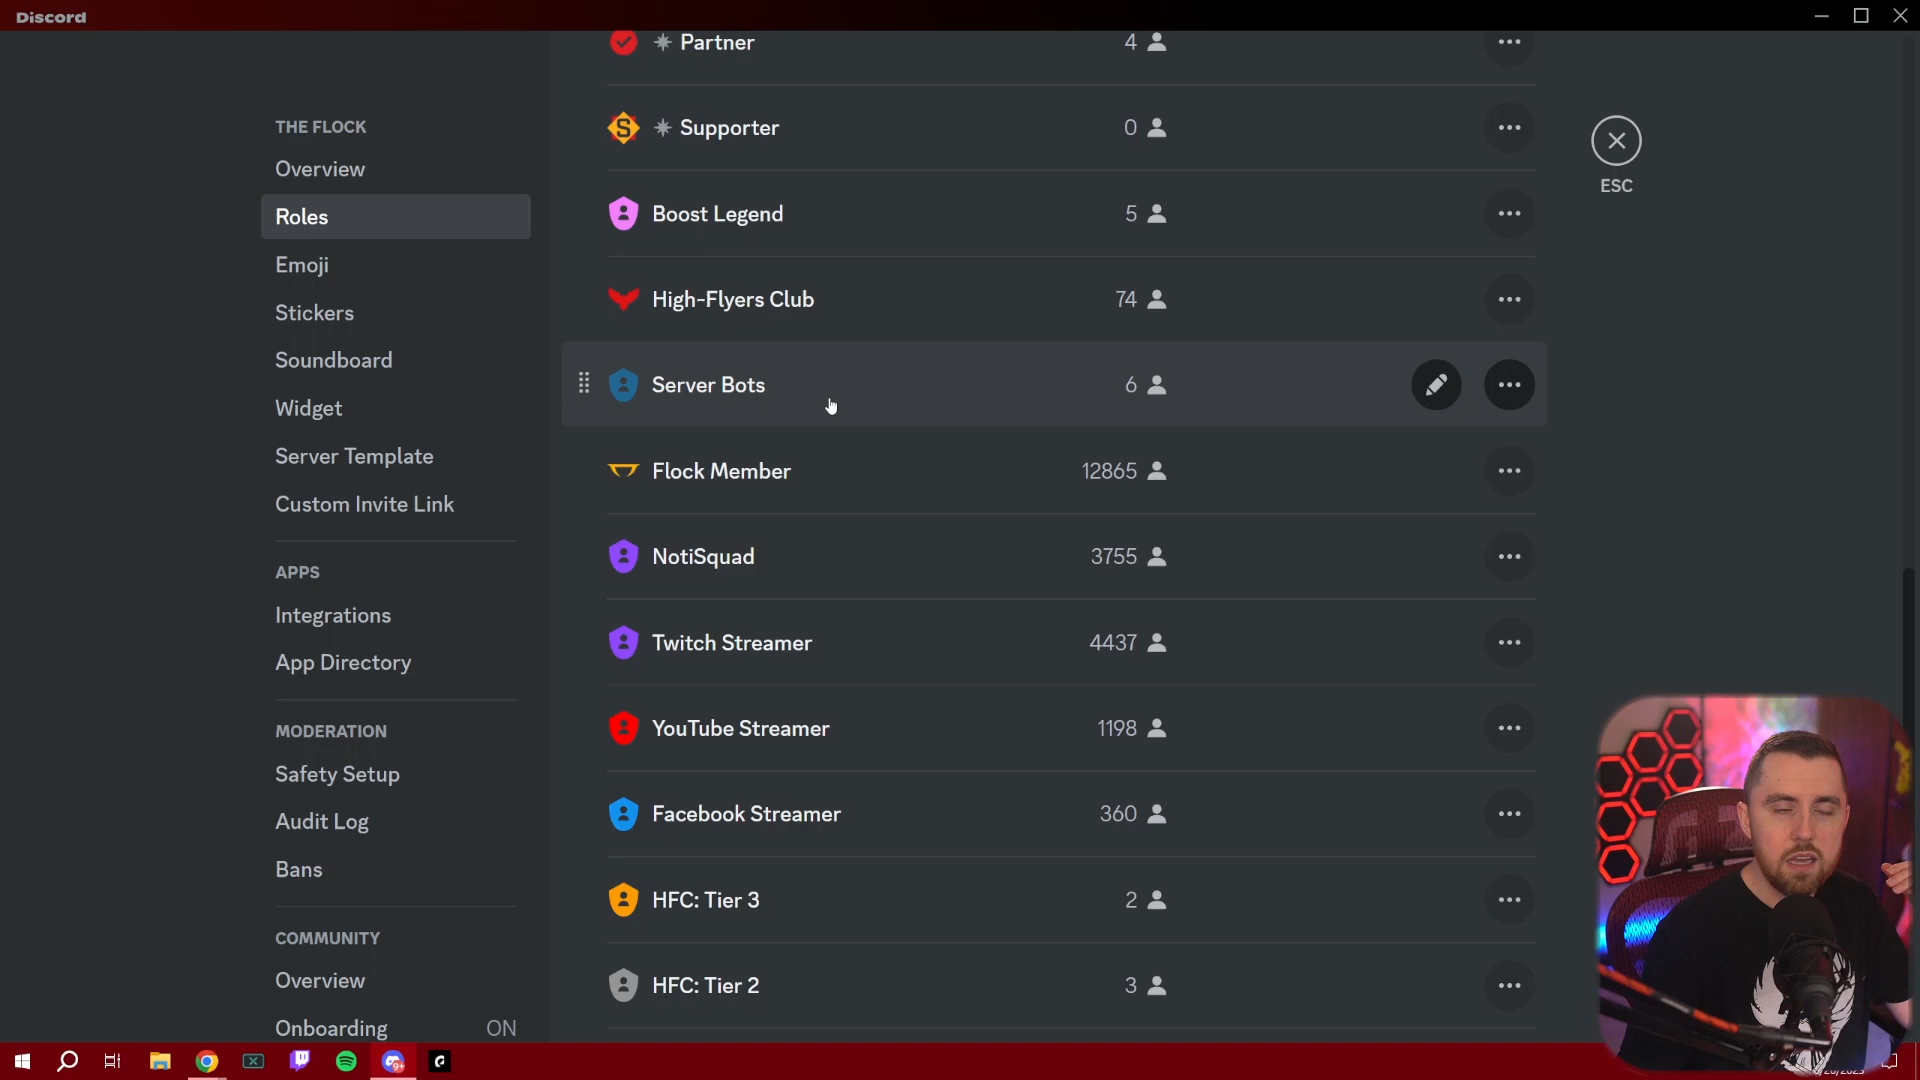 Discord
THE FLOCK
Overview
Roles
Emoji
Stickers
Soundboard
Widget
Server Template
Custom Invite Link
APPS
Integrations
App Directory
MODERATION
Safety Setup
Audit Log
Bans
COMMUNITY
Overview
Onboarding ON
Partner 4
S Supporter 0
Boost Legend 5
High-Flyers Club 74
Server Bots 6
Flock Member 12865
NotiSquad 3755
Twitch Streamer 4437
YouTube Streamer 1198
Facebook Streamer 360
HFC: Tier 3 2
HFC: Tier 2 3
ESC
9+